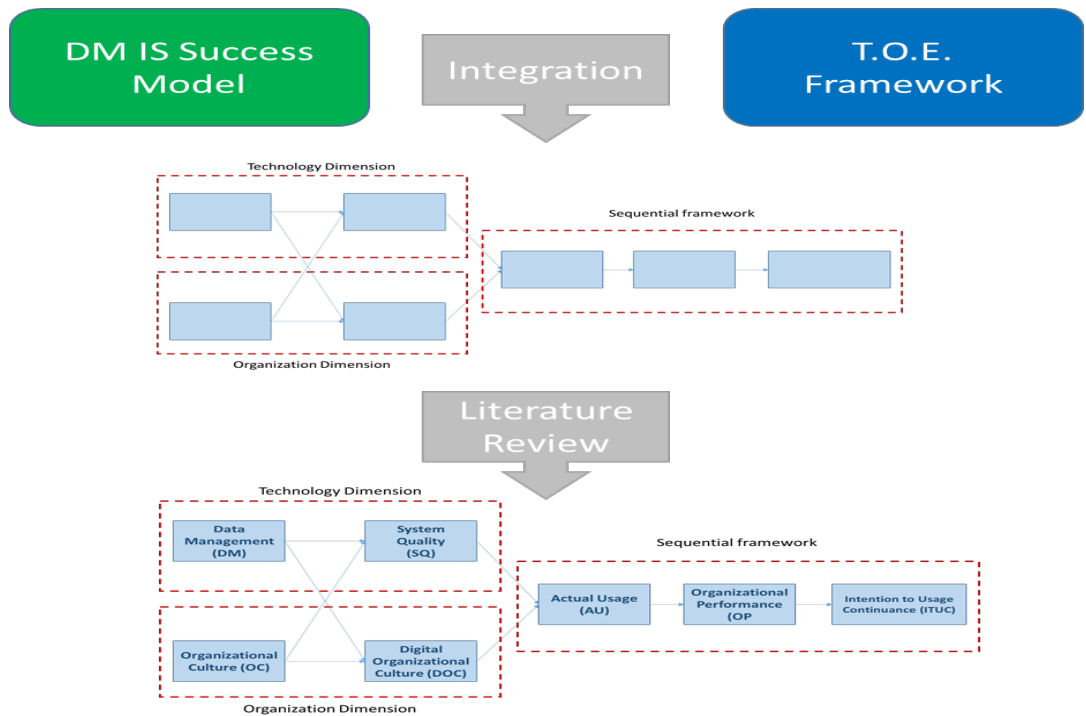 DM IS Success
Model
Integration
T.O.E.
Framework
Technology Dimension
Sequential framework
Organization Dimension
Literature
Review
Technology Dimension
Data
Management
(DM)
System
Quality
(SQ)
Sequential framework
Actual Usage
(AU)
Organizational
Performance
(OP
Intention to Usage
Continuance (ITUC)
Organizational
Culture (OC)
Digital
Organizational
Culture (DOC)
Organization Dimension